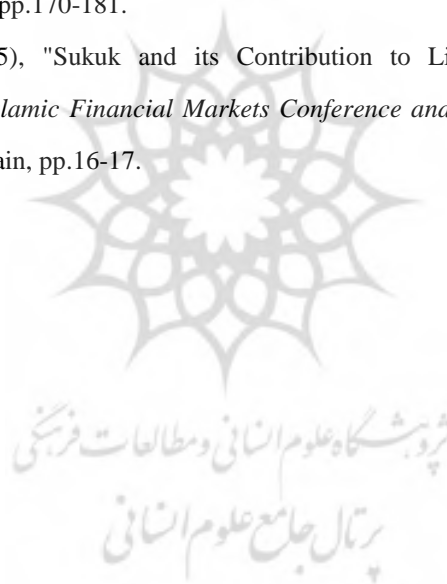 pp.170-181.
5), "Sukuk and its Contribution to Li
lamic Financial Markets Conference and
ain, pp.16-17.
پژوهشگاه علوم انسانی و مطالعات فرهنگی
پرتال جامع علوم انسانی